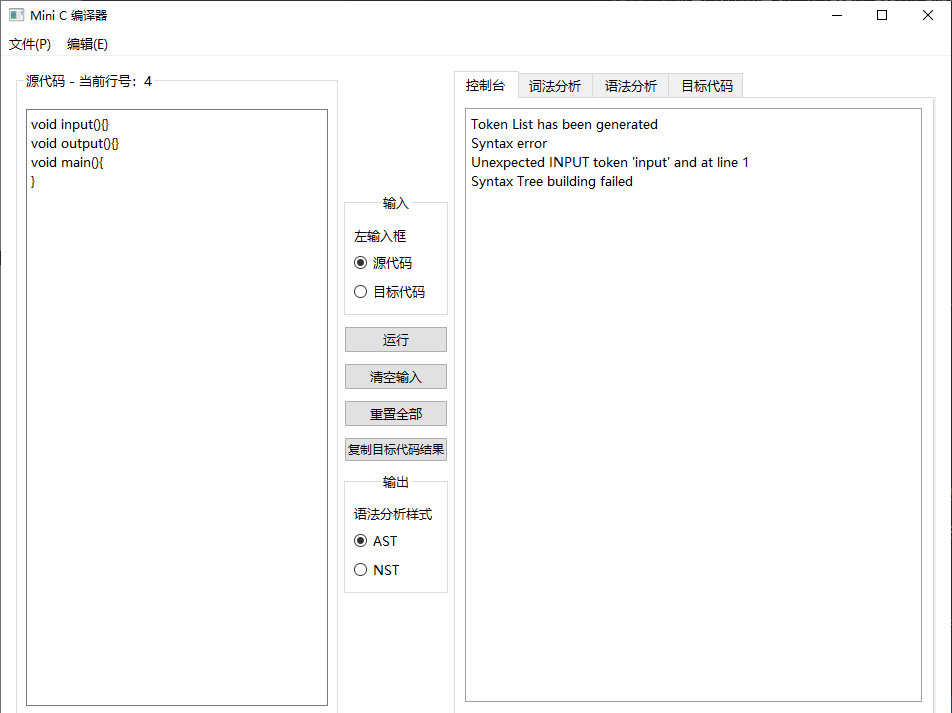 Mini C 编译器
文件(P) 编辑(E)
源代码 - 当前行号：4
void input(){}
void output(){}
void main(){
}
输入
左输入框
源代码
目标代码
运行
清空输入
重置全部
复制目标代码结果
输出
语法分析样式
AST
NST
控制台 词法分析 语法分析 目标代码
Token List has been generated
Syntax error
Unexpected INPUT token 'input' and at line 1
Syntax Tree building failed